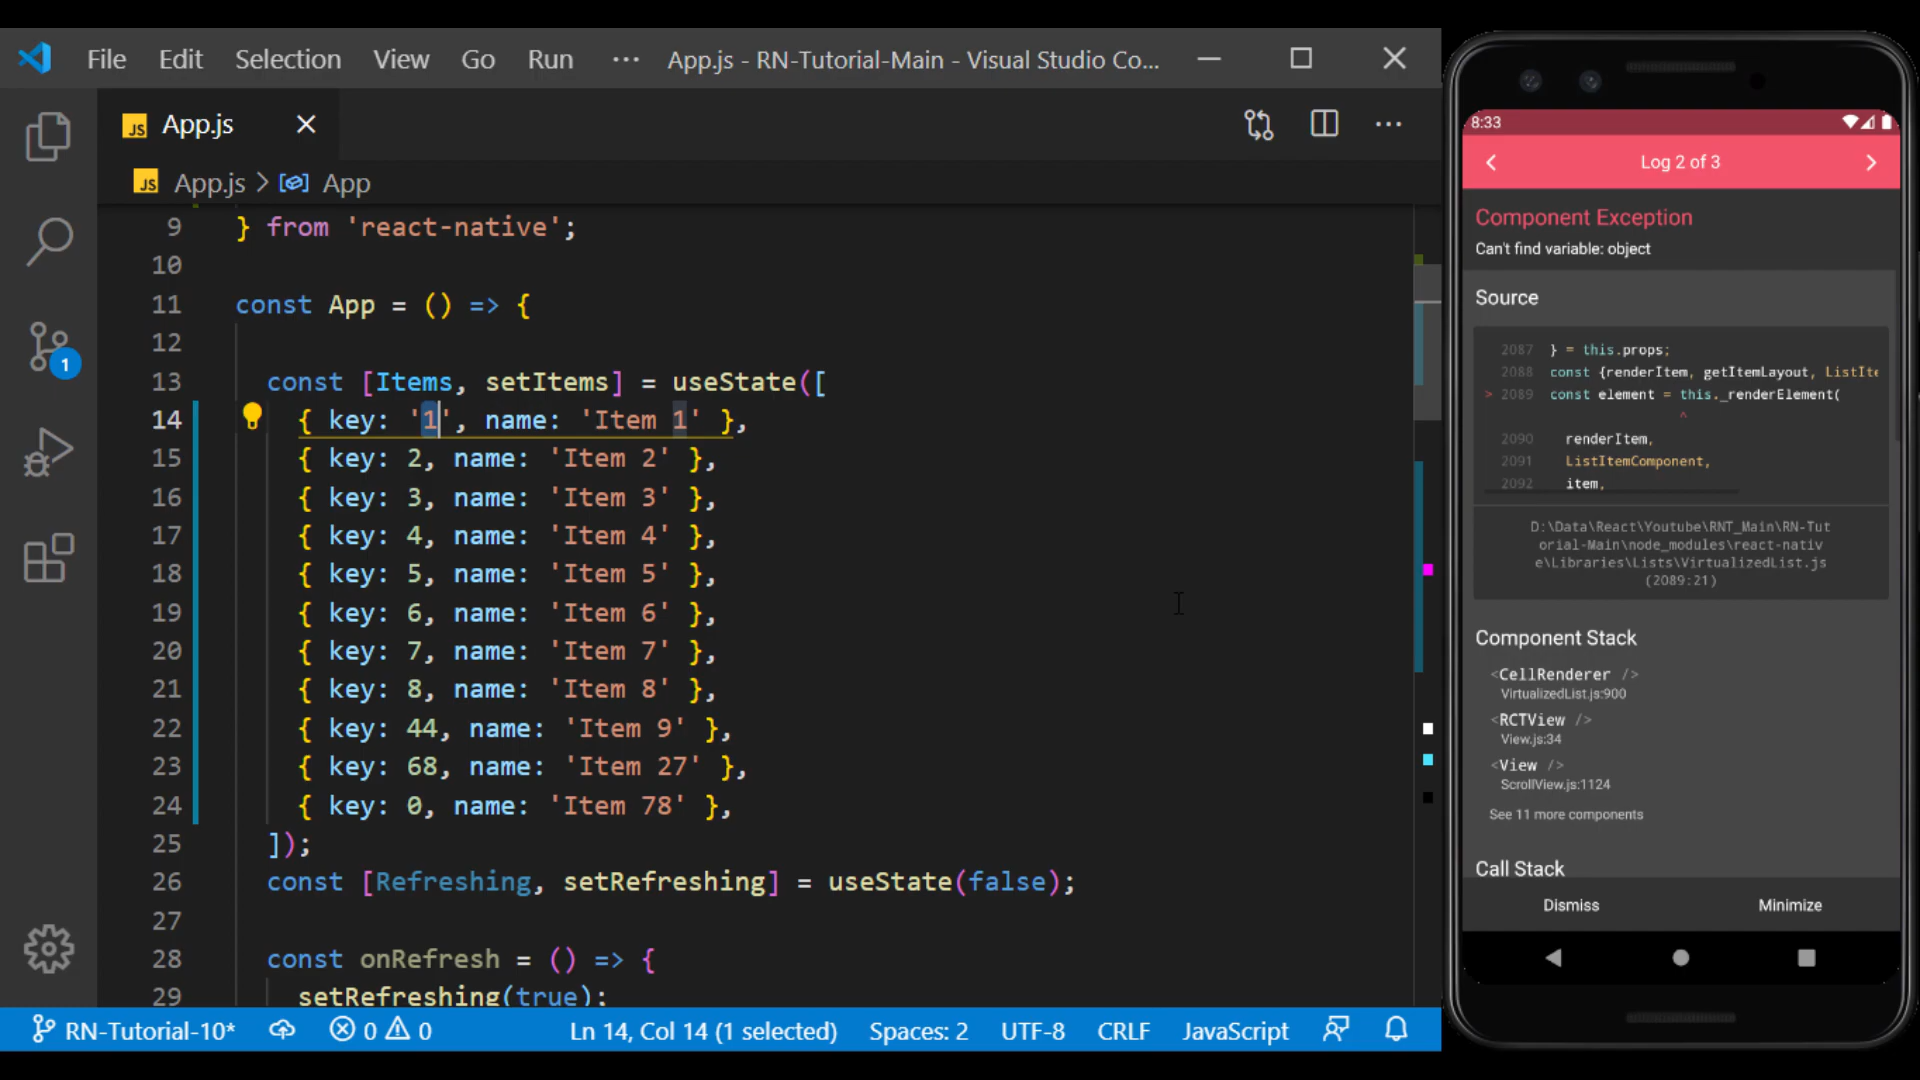 File Edit Selection View Go Run ··· App.js - RN-Tutorial-Main - Visual Studio Co...
JS App.js
JS App.js > App
9 } from 'react-native';
10
11 const App = () => {
12
13 const [Items, setItems] = useState([
14 { key: '1', name: 'Item 1' },
15 { key: 2, name: 'Item 2' },
16 { key: 3, name: 'Item 3' },
17 { key: 4, name: 'Item 4' },
18 { key: 5, name: 'Item 5' },
19 { key: 6, name: 'Item 6' },
20 { key: 7, name: 'Item 7' },
21 { key: 8, name: 'Item 8' },
22 { key: 44, name: 'Item 9' },
23 { key: 68, name: 'Item 27' },
24 { key: 0, name: 'Item 78' },
25 ]);
26 const [Refreshing, setRefreshing] = useState(false);
27
28 const onRefresh = () => {
29 setRefreshing(true);
1
RN-Tutorial-10* 0 0 Ln 14, Col 14 (1 selected) Spaces: 2 UTF-8 CRLF JavaScript
8:33
Log 2 of 3
Component Exception
Can't find variable: object
Source
2087 } = this.props;
2088 const {renderItem, getItemLayout, ListIte
> 2089 const element = this._renderElement(
^
2090 renderItem,
2091 ListItemComponent,
2092 item,
D:\Data\React\Youtube\RNT_Main\RN-Tut
orial-Main\node_modules\react-nativ
e\Libraries\Lists\VirtualizedList.js
(2089:21)
Component Stack
<CellRenderer />
VirtualizedList.js:900
<RCTView />
View.js:34
<View />
ScrollView.js:1124
See 11 more components
Call Stack
Dismiss Minimize